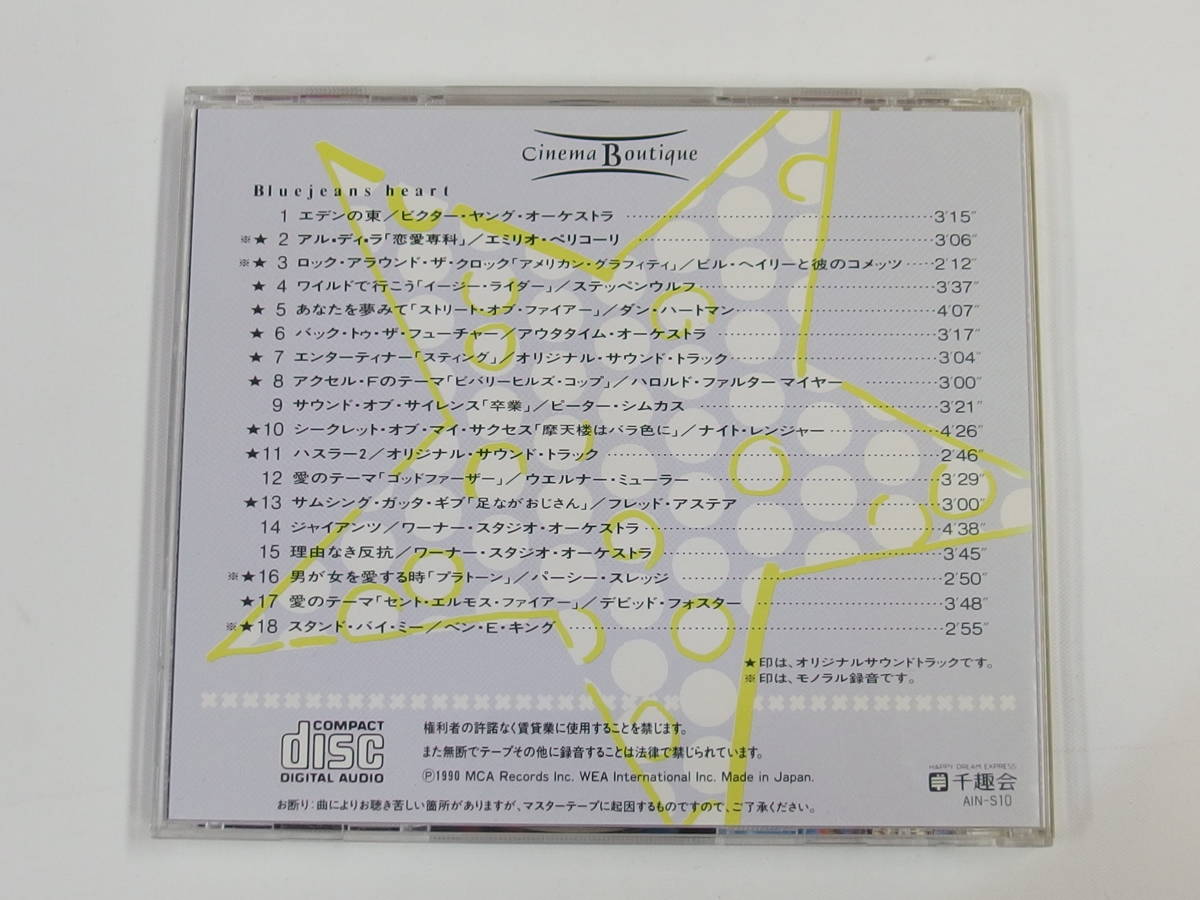 Cinema Boutique
Bluejeans heart
1 エデンの東/ビクター・ヤング・オーケストラ 3'15"
※★ 2 アル・ディ・ラ「恋愛専科」/エミリオ・ペリコーリ 3'06"
※★ 3 ロック・アラウンド・ザ・クロック「アメリカン・グラフィティ」/ビル・ヘイリーと彼のコメッツ 2'12"
★ 4 ワイルドで行こう「イージー・ライダー」/ステッペンウルフ 3'37"
★ 5 あなたを夢みて「ストリート・オブ・ファイアー」/ダン・ハートマン 4'07"
★ 6 バック・トゥ・ザ・フューチャー/アウタタイム・オーケストラ 3'17"
★ 7 エンターティナー「スティング」/オリジナル・サウンド・トラック 3'04"
★ 8 アクセル・Fのテーマ「ビバリーヒルズ・コップ」/ハロルド・ファルターマイヤー 3'00"
9 サウンド・オブ・サイレンス「卒業」/ピーター・シムカス 3'21"
★10 シークレット・オブ・マイ・サクセス「摩天楼はバラ色に」/ナイト・レンジャー 4'26"
★11 ハスラー2/オリジナル・サウンド・トラック 2'46"
12 愛のテーマ「ゴッドファーザー」/ウエルナー・ミューラー 3'29"
★13 サムシング・ガッタ・ギブ「足ながおじさん」/フレッド・アステア 3'00"
14 ジャイアンツ/ワーナー・スタジオ・オーケストラ 4'38"
15 理由なき反抗/ワーナー・スタジオ・オーケストラ 3'45"
※★16 男が女を愛する時「プラトーン」/パーシー・スレッジ 2'50"
★17 愛のテーマ「セント・エルモス・ファイアー」/デビッド・フォスター 3'48"
※★18 スタンド・バイ・ミー/ベン・E・キング 2'55"
★印は、オリジナルサウンドトラックです。
※印は、モノラル録音です。
COMPACT
disc
DIGITAL AUDIO
権利者の許諾なく賃貸業に使用することを禁じます。
また無断でテープその他に録音することは法律で禁じられています。
Ⓟ1990 MCA Records Inc. WEA International Inc. Made in Japan.
HAPPY DREAM EXPRESS
千趣会
AIN-S10
お断り:曲によりお聴き苦しい箇所がありますが、マスターテープに起因するものですので、ご了承ください。